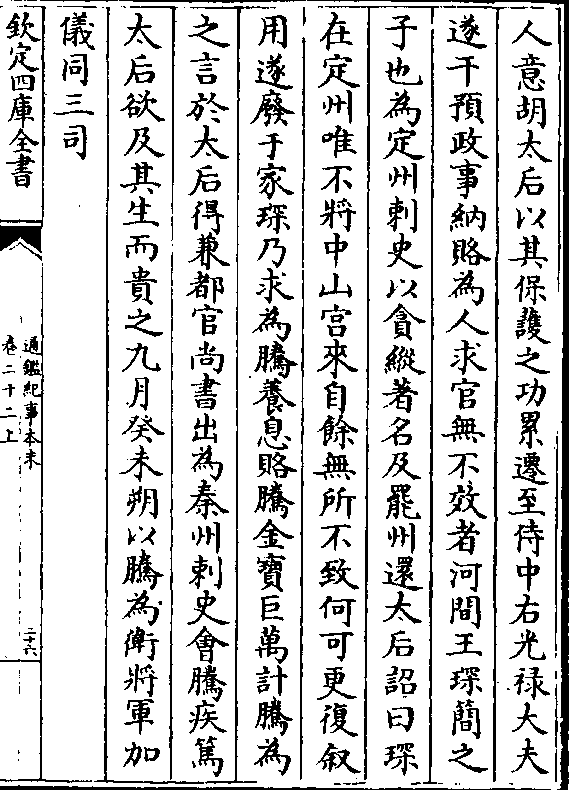 人意胡太后以其保護之功累遷至侍中右光祿大夫
遂干預政事納賂為人求官無不效者河間王琛簡之
子也為定州刺史以貪縱著名及罷州還太后詔曰琛
在定州唯不將中山宮來自餘無所不致何可更復敘
用遂廢于家琛乃求為騰養息賂騰金寶巨萬計騰為
之言於太后得兼都官尚書出為秦州刺史會騰疾篤
太后欲及其生而貴之九月癸未朔以騰為衛將軍加
儀同三司
欽定四庫全書
通鑑紀事本末
卷二十二上
二十六